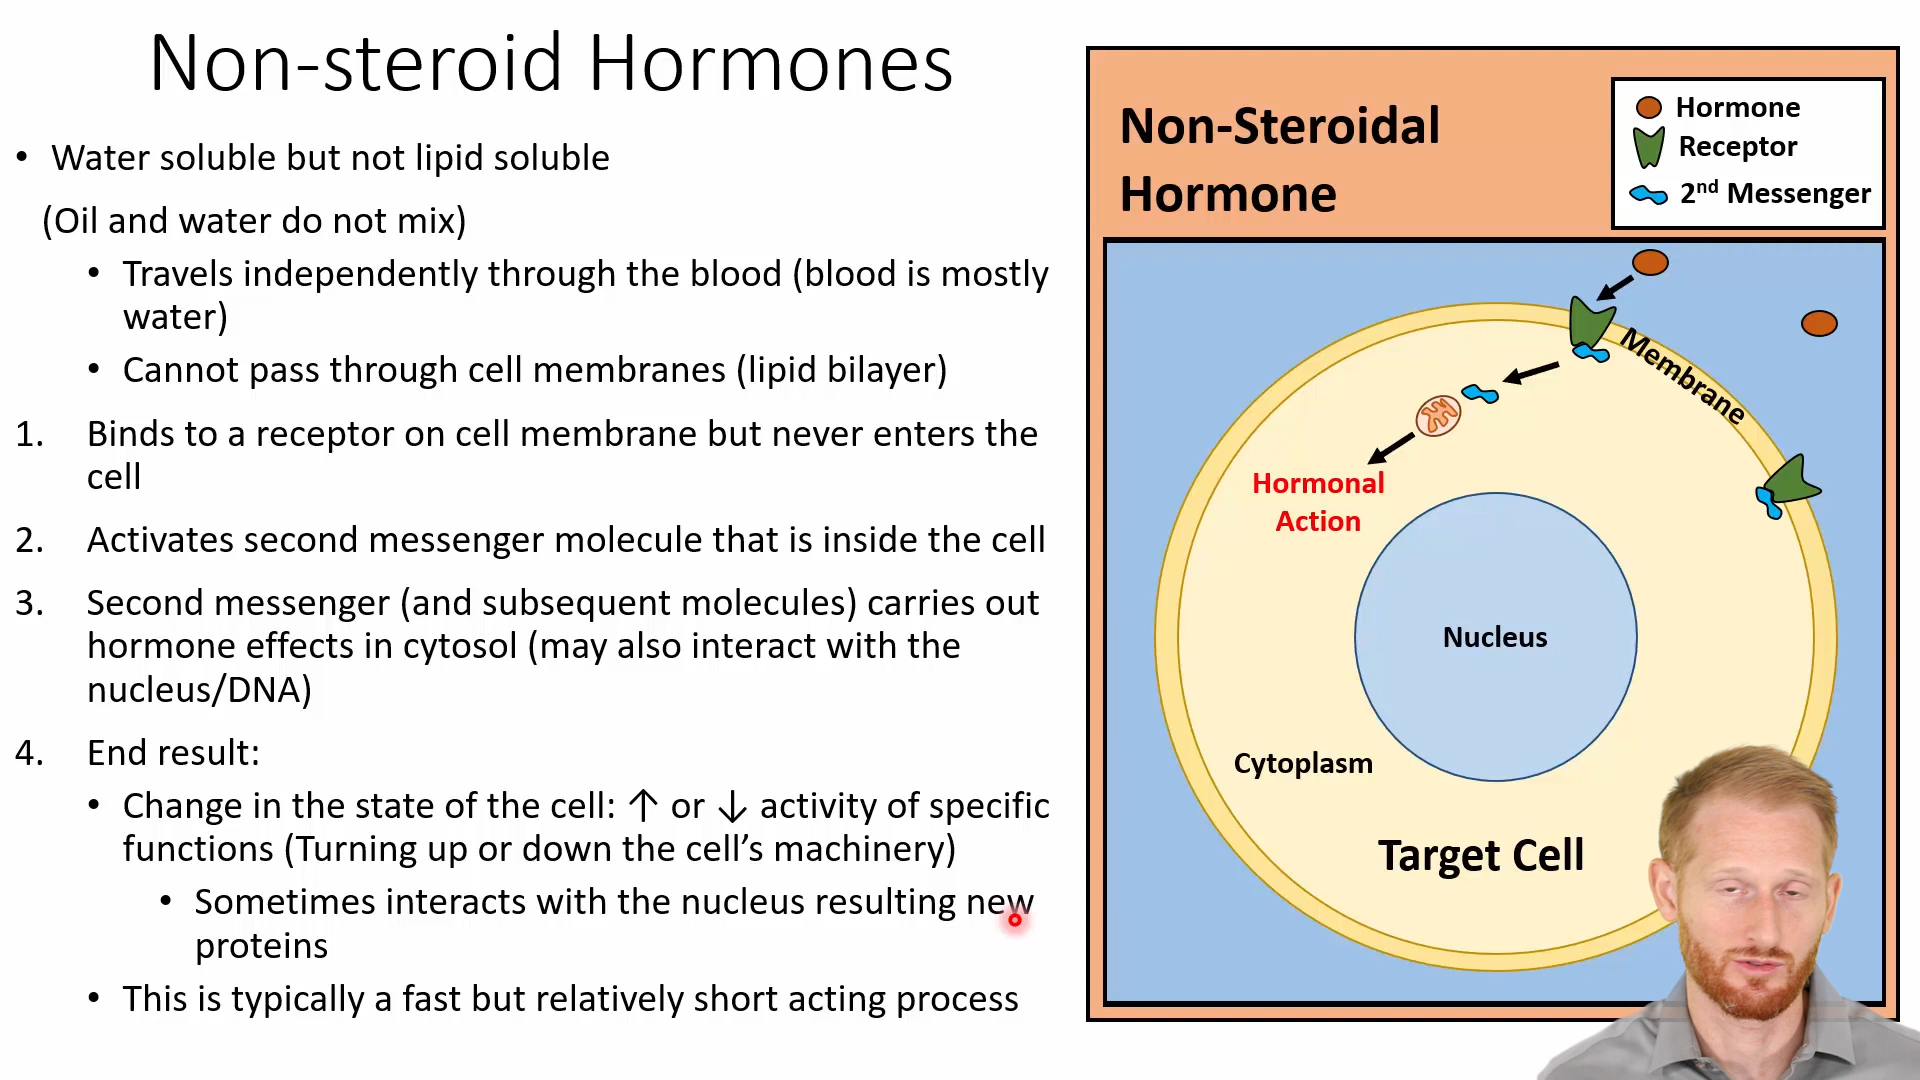 Non-steroid Hormones
• Water soluble but not lipid soluble
(Oil and water do not mix)
• Travels independently through the blood (blood is mostly
water)
• Cannot pass through cell membranes (lipid bilayer)
1. Binds to a receptor on cell membrane but never enters the
cell
2. Activates second messenger molecule that is inside the cell
3. Second messenger (and subsequent molecules) carries out
hormone effects in cytosol (may also interact with the
nucleus/DNA)
4. End result:
• Change in the state of the cell: ↑ or ↓ activity of specific
functions (Turning up or down the cell’s machinery)
• Sometimes interacts with the nucleus resulting new
proteins
• This is typically a fast but relatively short acting process
Non-Steroidal
Hormone
Hormone
Receptor
2nd Messenger
Membrane
Hormonal
Action
Nucleus
Cytoplasm
Target Cell